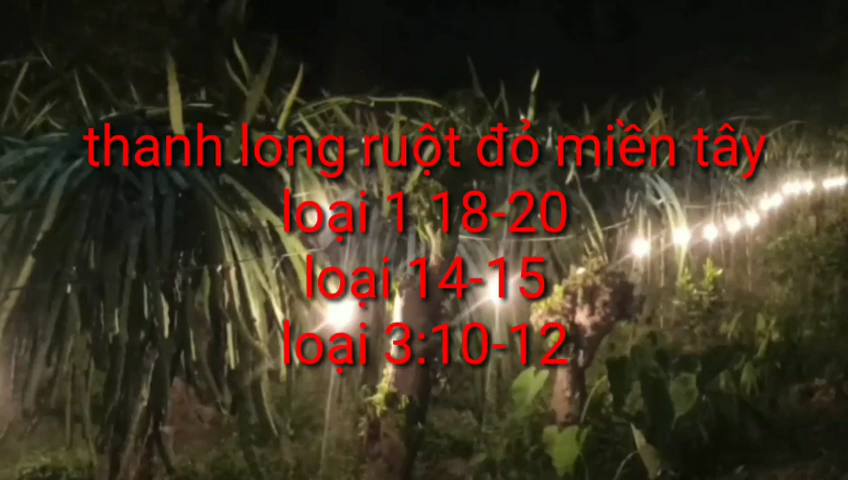 thanh long ruột đỏ miền tây
loại 1 18-20
loại 14-15
loại 3:10-12